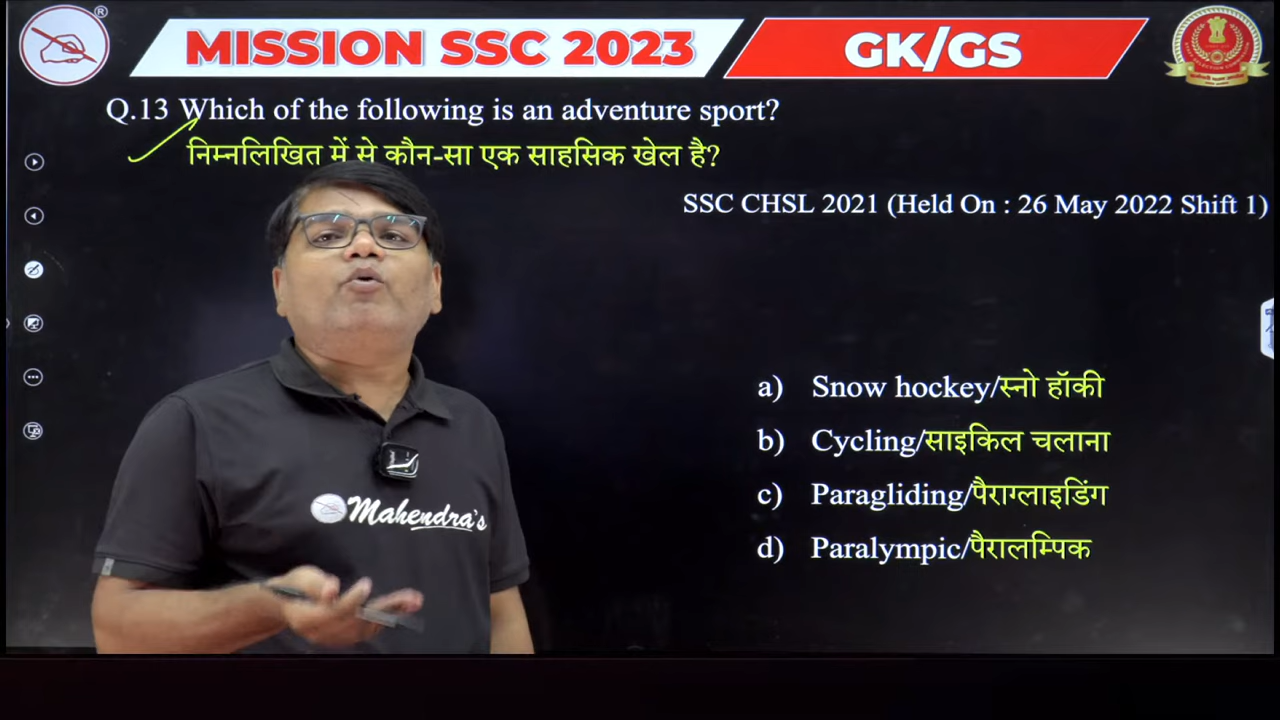 ®
MISSION SSC 2023
GK/GS
Q.13 Which of the following is an adventure sport?
निम्नलिखित में से कौन-सा एक साहसिक खेल है?
SSC CHSL 2021 (Held On : 26 May 2022 Shift 1)
a) Snow hockey/स्नो हॉकी
b) Cycling/साइकिल चलाना
c) Paragliding/पैराग्लाइडिंग
d) Paralympic/पैरालम्पिक
Mahendra's